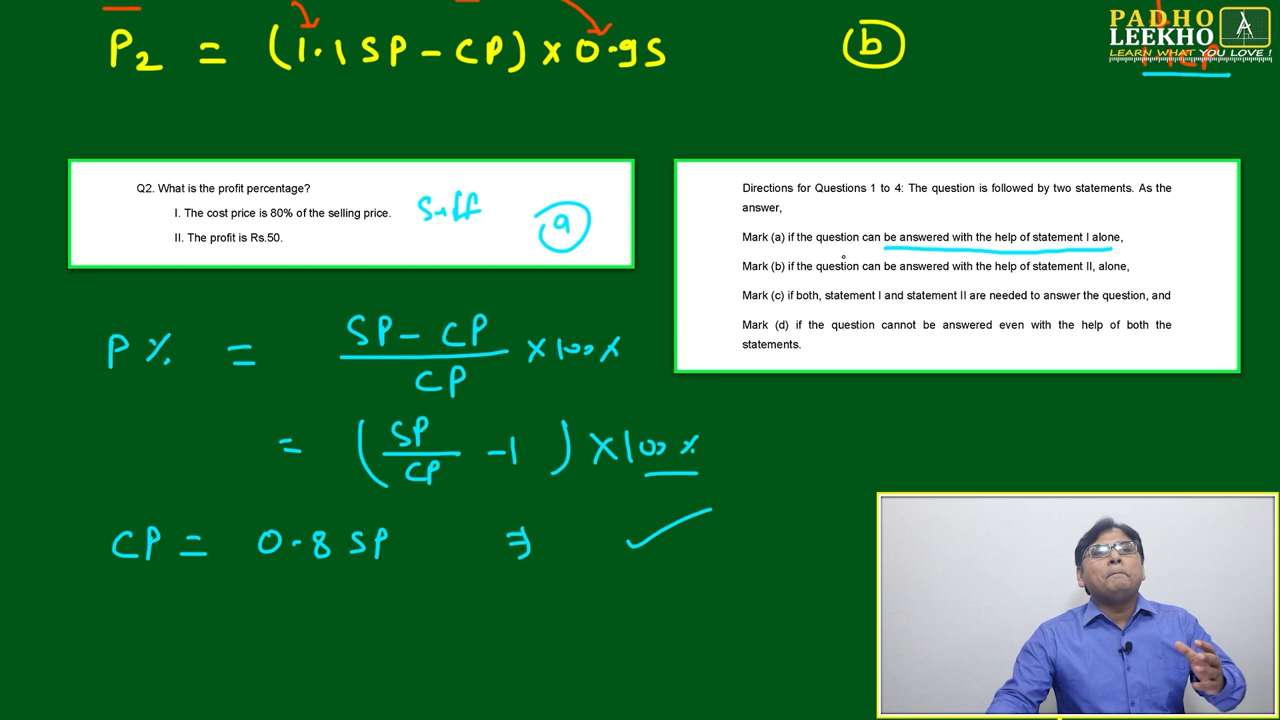 P₂ = (1.1SP – CP) × 0.9S
(b)
PADHO
LEEKHO
LEARN WHAT YOU LOVE !
Q2. What is the profit percentage?
I. The cost price is 80% of the selling price. Suff
II. The profit is Rs.50.
a
Directions for Questions 1 to 4: The question is followed by two statements. As the
answer,
Mark (a) if the question can be answered with the help of statement I alone,
Mark (b) if the question can be answered with the help of statement II, alone,
Mark (c) if both, statement I and statement II are needed to answer the question, and
Mark (d) if the question cannot be answered even with the help of both the
statements.
P% = SP – CP / CP × 100%
= (SP / CP – 1) × 100%
CP = 0.8 SP ⇒ ✓